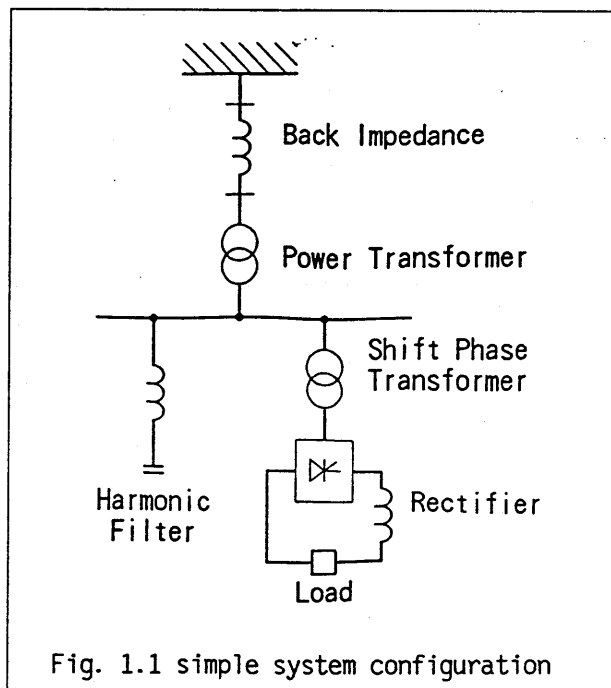 Back Impedance
Power Transformer
Shift Phase
Transformer
Harmonic
Filter
Rectifier
Load
Fig. 1.1 simple system configuration